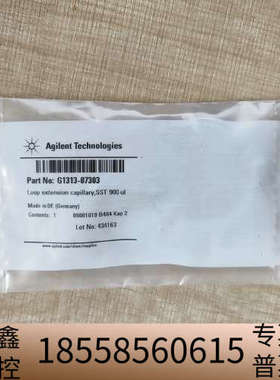 Agilent Technologies
Part No: G1313-87303
Loop extension capillary,SST 900 ul
Made in DE (Germany)
Contents: 1
Lot No: 434163
鑫
控
18558560615
专
普